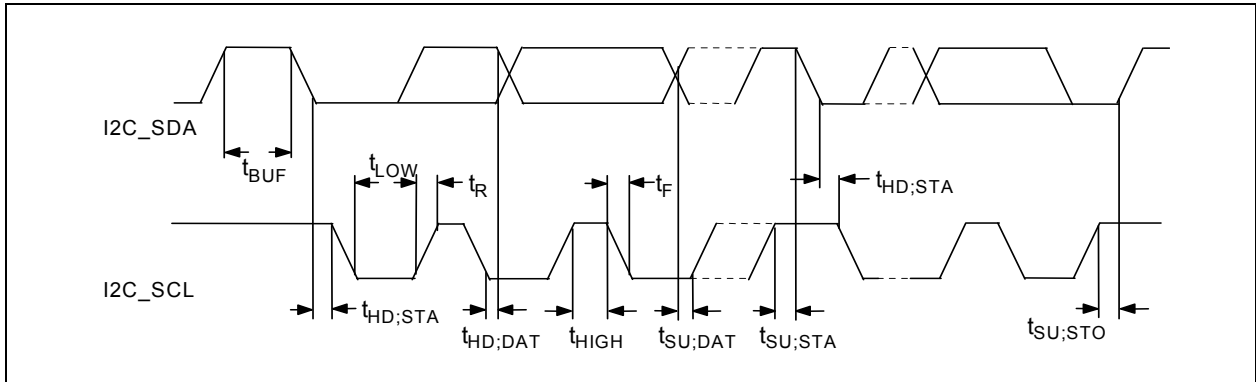 I2C_SDA
tBUF
tLOW
tR
tF
tHD;STA
I2C_SCL
tHD;STA
tHD;DAT
tHIGH
tSU;DAT
tSU;STA
tSU;STO